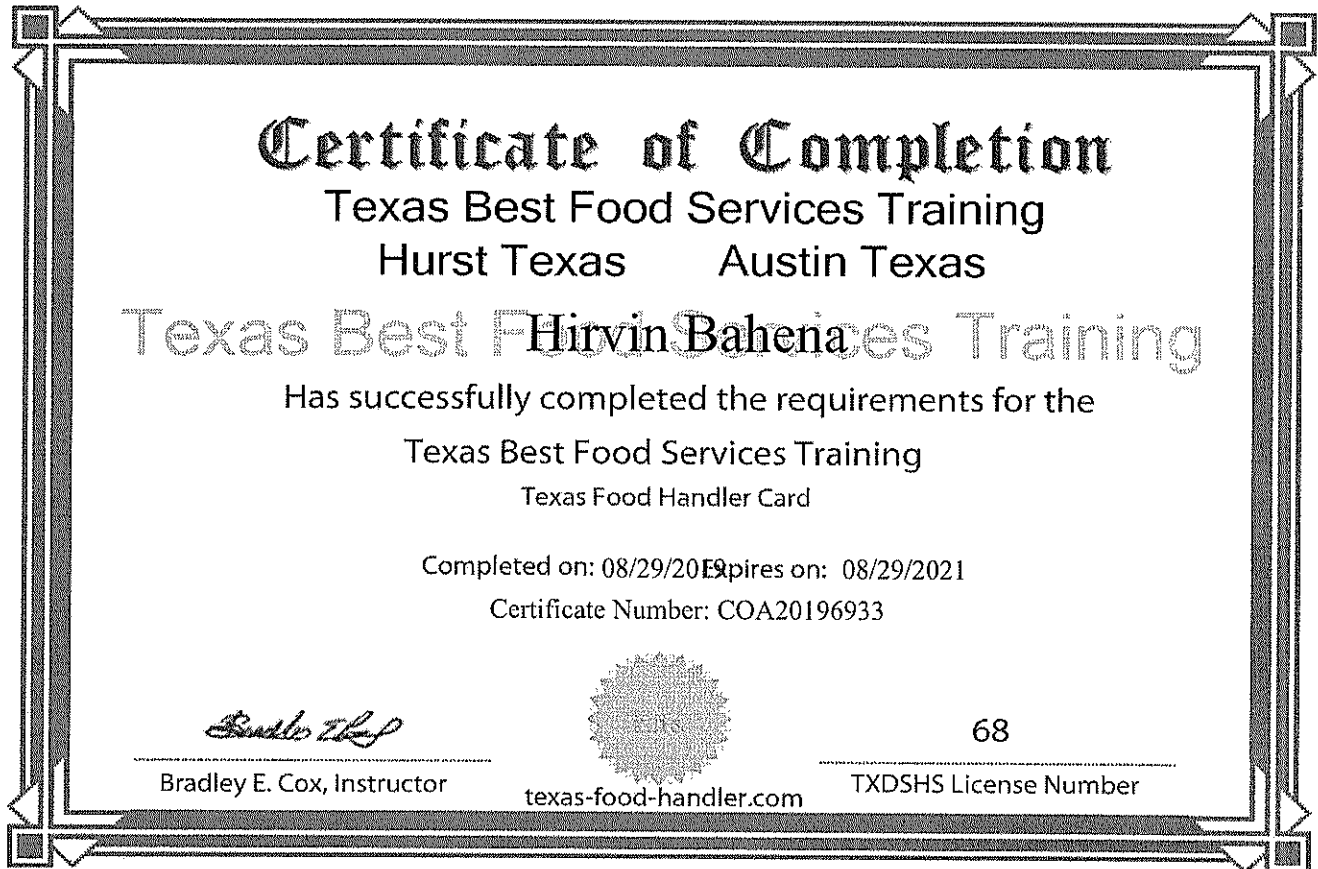 Certificate of Completion
Texas Best Food Services Training
Hurst Texas Austin Texas
Texas Best Food Services Training
Hirvin Bahena
Has successfully completed the requirements for the
Texas Best Food Services Training
Texas Food Handler Card
Completed on: 08/29/2019 Expires on: 08/29/2021
Certificate Number: COA20196933
68
Bradley E. Cox, Instructor
texas-food-handler.com
TXDSHS License Number